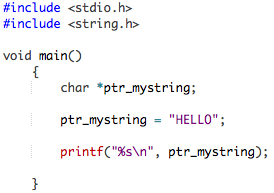 #include <stdio.h>
#include <string.h>
void main()
{
char *ptr_mystring;
ptr_mystring = "HELLO";
printf("%s\n", ptr_mystring);
}